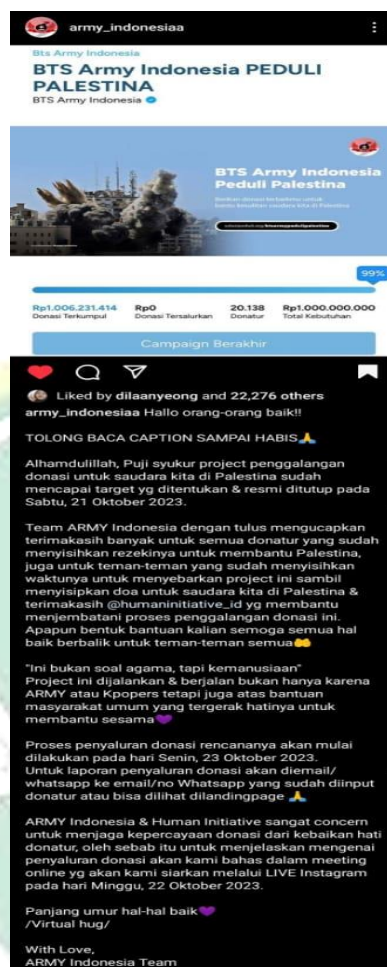 army_indonesiaa
Bts Army Indonesia
BTS Army Indonesia PEDULI
PALESTINA
BTS Army Indonesia
BTS Army Indonesia
Peduli Palestina
99%
Rp1.006.231.414 Rp0 20.138 Rp1.000.000.000
Donasi Terkumpul Donasi Tersalurkan Donatur Total Kebutuhan
Campaign Berakhir
Liked by dilaanyeong and 22,276 others
army_indonesiaa Hallo orang-orang baik!!
TOLONG BACA CAPTION SAMPAI HABIS🙏
Alhamdulillah, Puji syukur project penggalangan
donasi untuk saudara kita di Palestina sudah
mencapai target yg ditentukan & resmi ditutup pada
Sabtu, 21 Oktober 2023.
Team ARMY Indonesia dengan tulus mengucapkan
terimakasih banyak untuk semua donatur yang sudah
menyisihkan rezekinya untuk membantu Palestina,
juga untuk teman-teman yang sudah menyisihkan
waktunya untuk menyebarkan project ini sambil
menyisipkan doa untuk saudara kita di Palestina &
terimakasih @humaninitiative_id yg membantu
menjembatani proses penggalangan donasi ini.
Apapun bentuk bantuan kalian semoga semua hal
baik berbalik untuk teman-teman semua🤲
"Ini bukan soal agama, tapi kemanusiaan"
Project ini dijalankan & berjalan bukan hanya karena
ARMY atau Kpopers tetapi juga atas bantuan
masyarakat umum yang tergerak hatinya untuk
membantu sesama💜
Proses penyaluran donasi rencananya akan mulai
dilakukan pada hari Senin, 23 Oktober 2023.
Untuk laporan penyaluran donasi akan diemail/
whatsapp ke email/no Whatsapp yang sudah diinput
donatur atau bisa dilihat dilandingpage 🙏
ARMY Indonesia & Human Initiative sangat concern
untuk menjaga kepercayaan donasi dari kebaikan hati
donatur, oleh sebab itu untuk menjelaskan mengenai
penyaluran donasi akan kami bahas dalam meeting
online yg akan kami siarkan melalui LIVE Instagram
pada hari Minggu, 22 Oktober 2023.
Panjang umur hal-hal baik💜
/Virtual hug/
With Love,
ARMY Indonesia Team